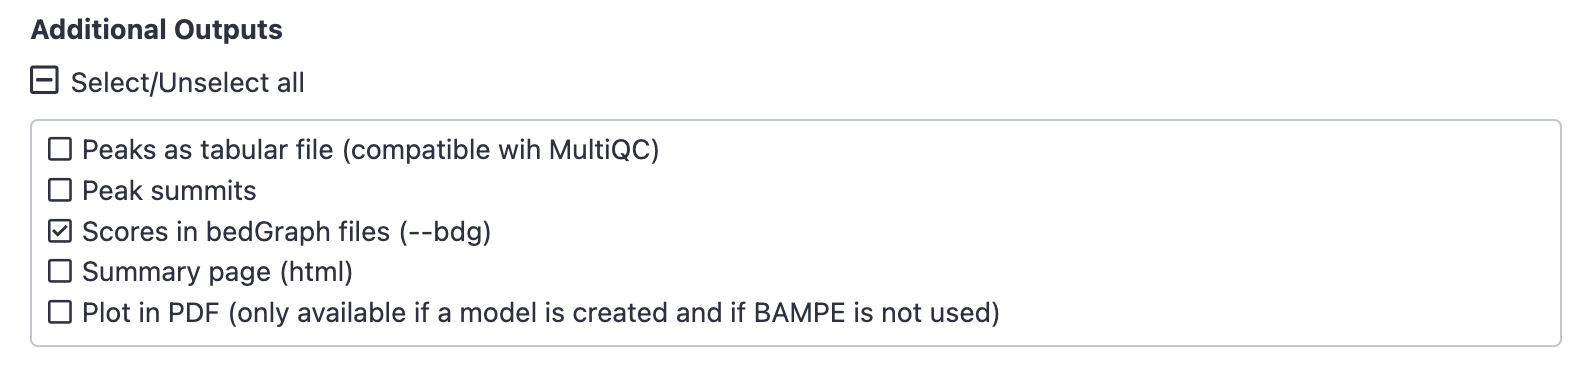 Additional Outputs
Select/Unselect all
Peaks as tabular file (compatible wih MultiQC)
Peak summits
Scores in bedGraph files (--bdg)
Summary page (html)
Plot in PDF (only available if a model is created and if BAMPE is not used)